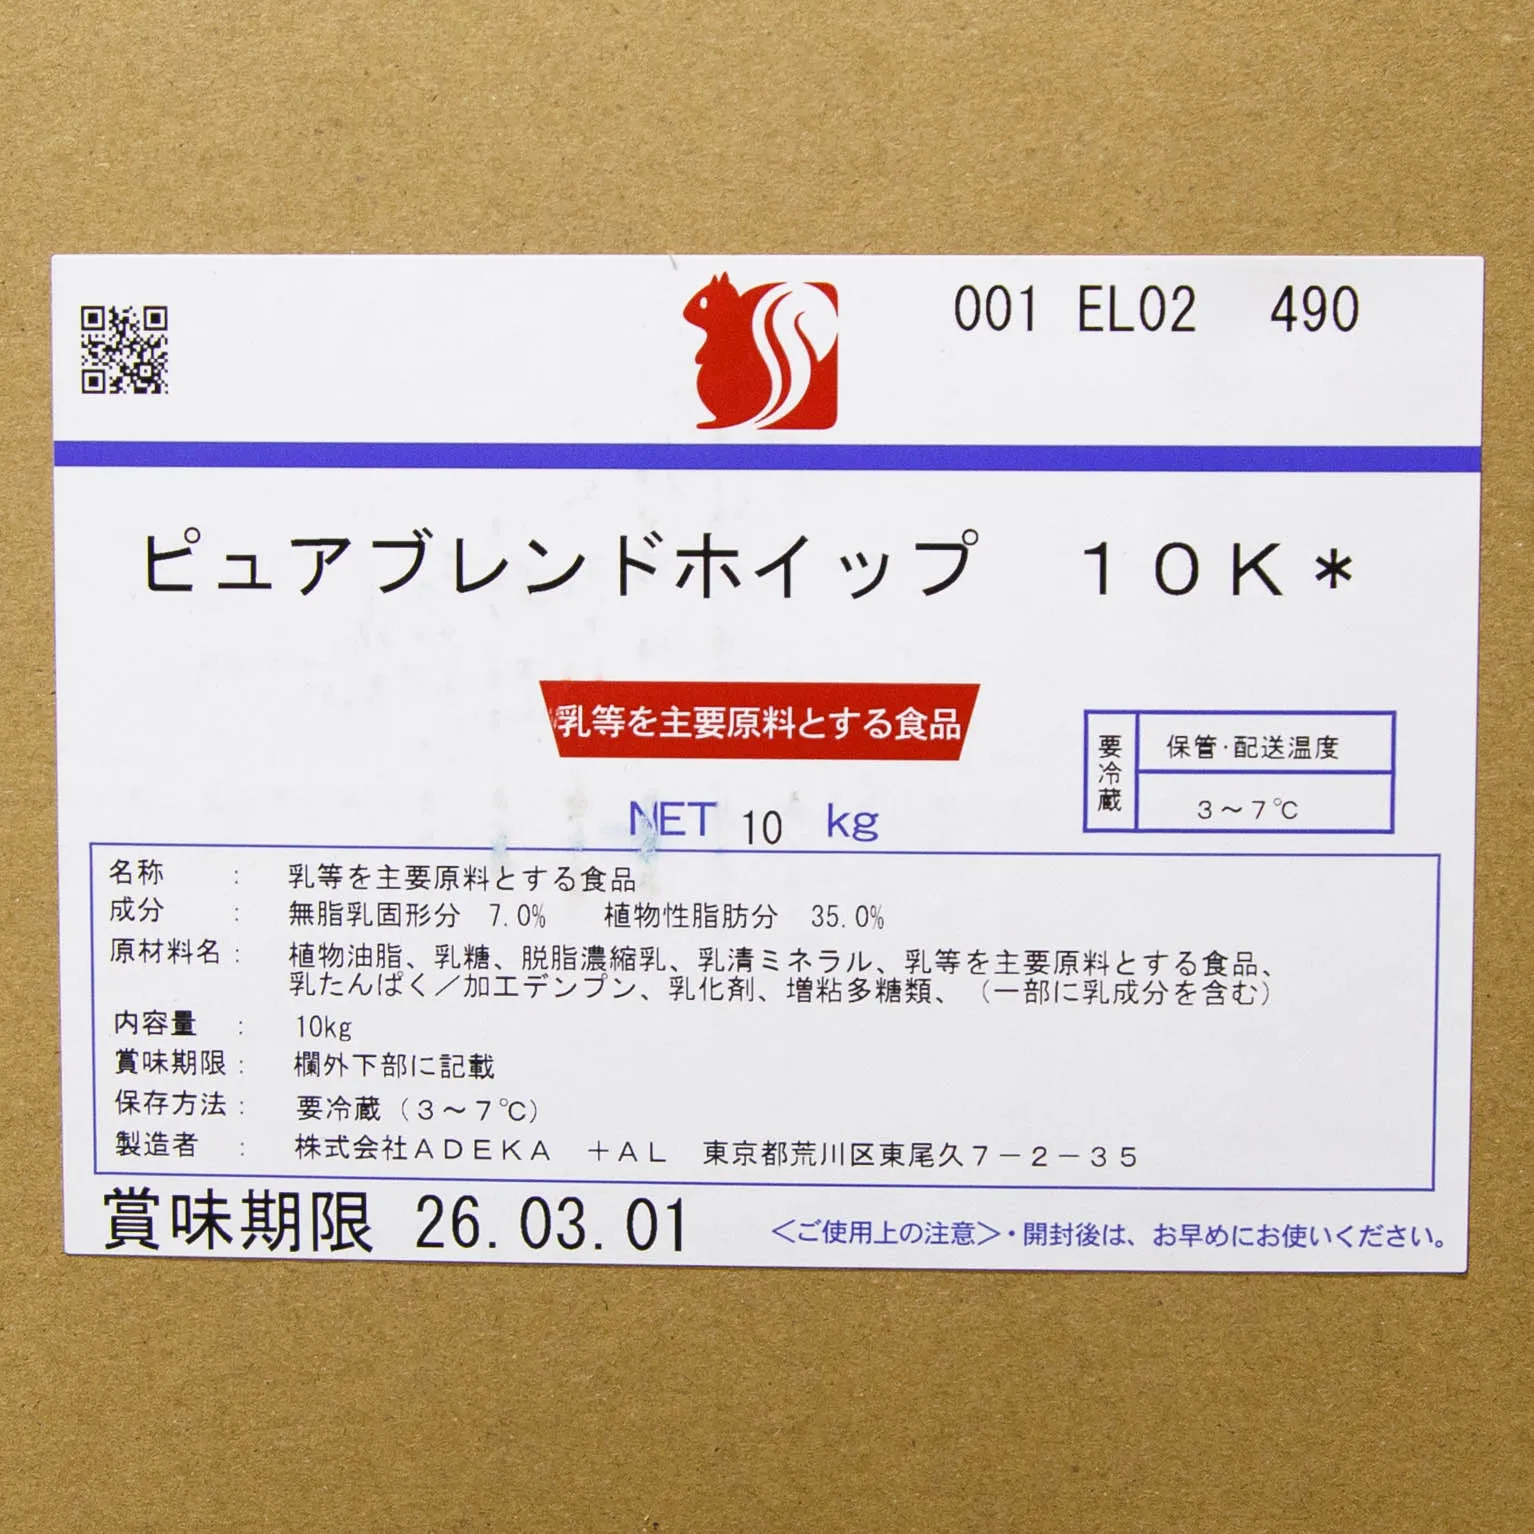 001 EL02 490
ピュアブレンドホイップ 10K*
乳等を主要原料とする食品
要冷蔵
保管・配送温度
3～7℃
NET 10 kg
名称 : 乳等を主要原料とする食品
成分 : 無脂乳固形分 7.0% 植物性脂肪分 35.0%
原材料名: 植物油脂、乳糖、脱脂濃縮乳、乳清ミネラル、乳等を主要原料とする食品、
乳たんぱく／加工デンプン、乳化剤、増粘多糖類、（一部に乳成分を含む）
内容量 : 10kg
賞味期限: 欄外下部に記載
保存方法: 要冷蔵（3～7℃）
製造者 : 株式会社ADEKA +AL 東京都荒川区東尾久7－2－35
賞味期限 26.03.01
＜ご使用上の注意＞・開封後は、お早めにお使いください。